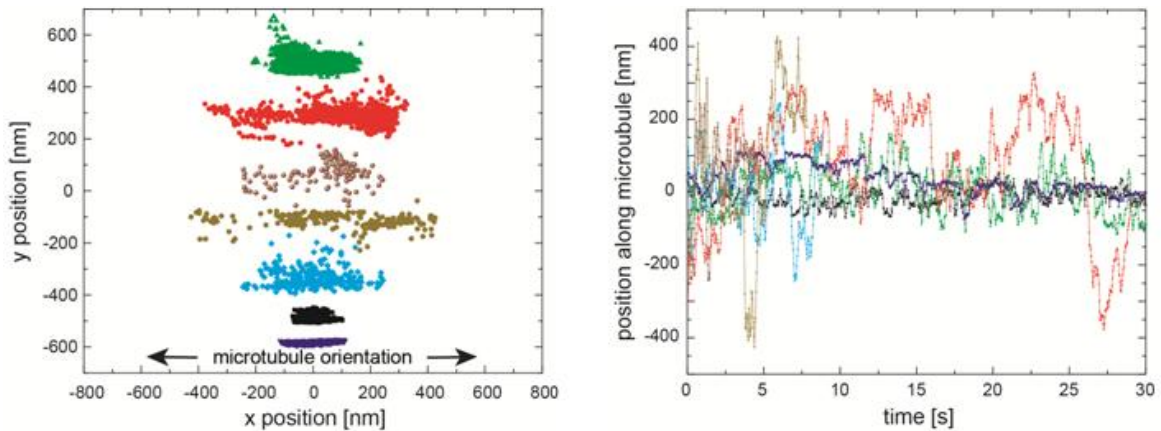 y position [nm]
600
400
200
0
-200
-400
-600
microtubule orientation
-800 -600 -400 -200 0 200 400 600 800
x position [nm]
position along microubule [nm]
400
200
0
-200
-400
0 5 10 15 20 25 30
time [s]